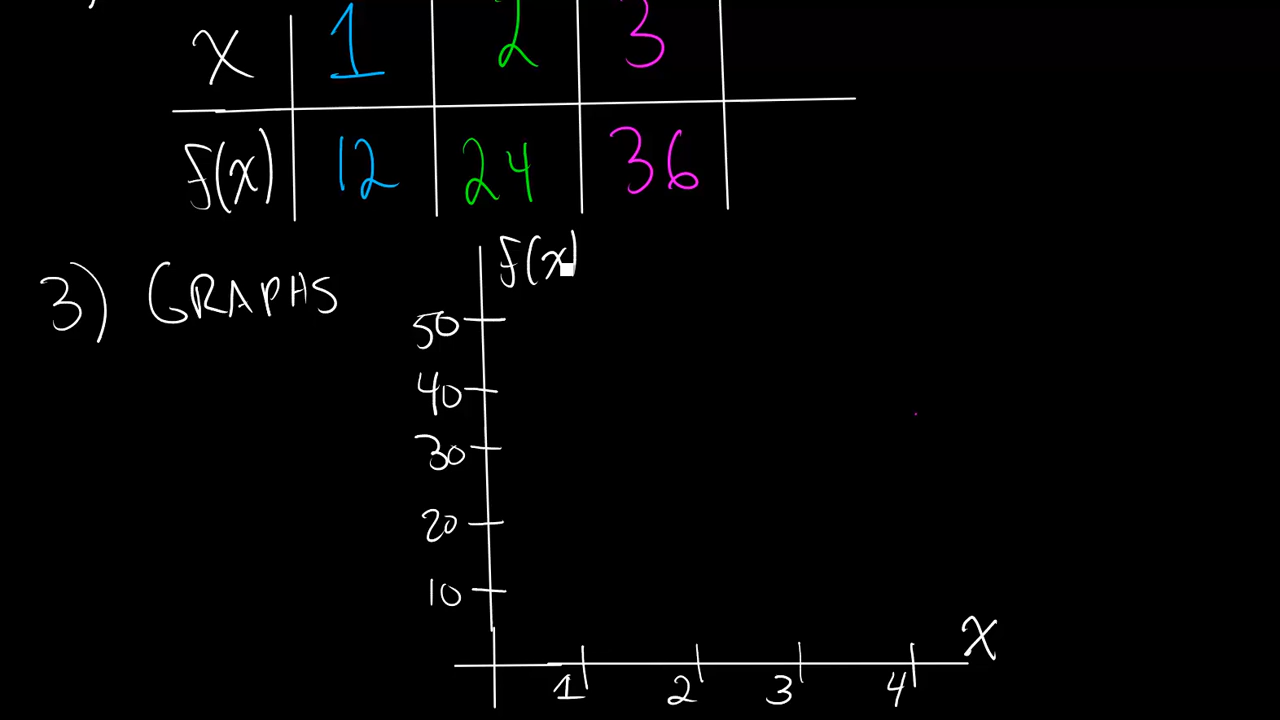 x 1 2 3
f(x) 12 24 36
3) GRAPHS
f(x)
50
40
30
20
10
x
1 2 3 4